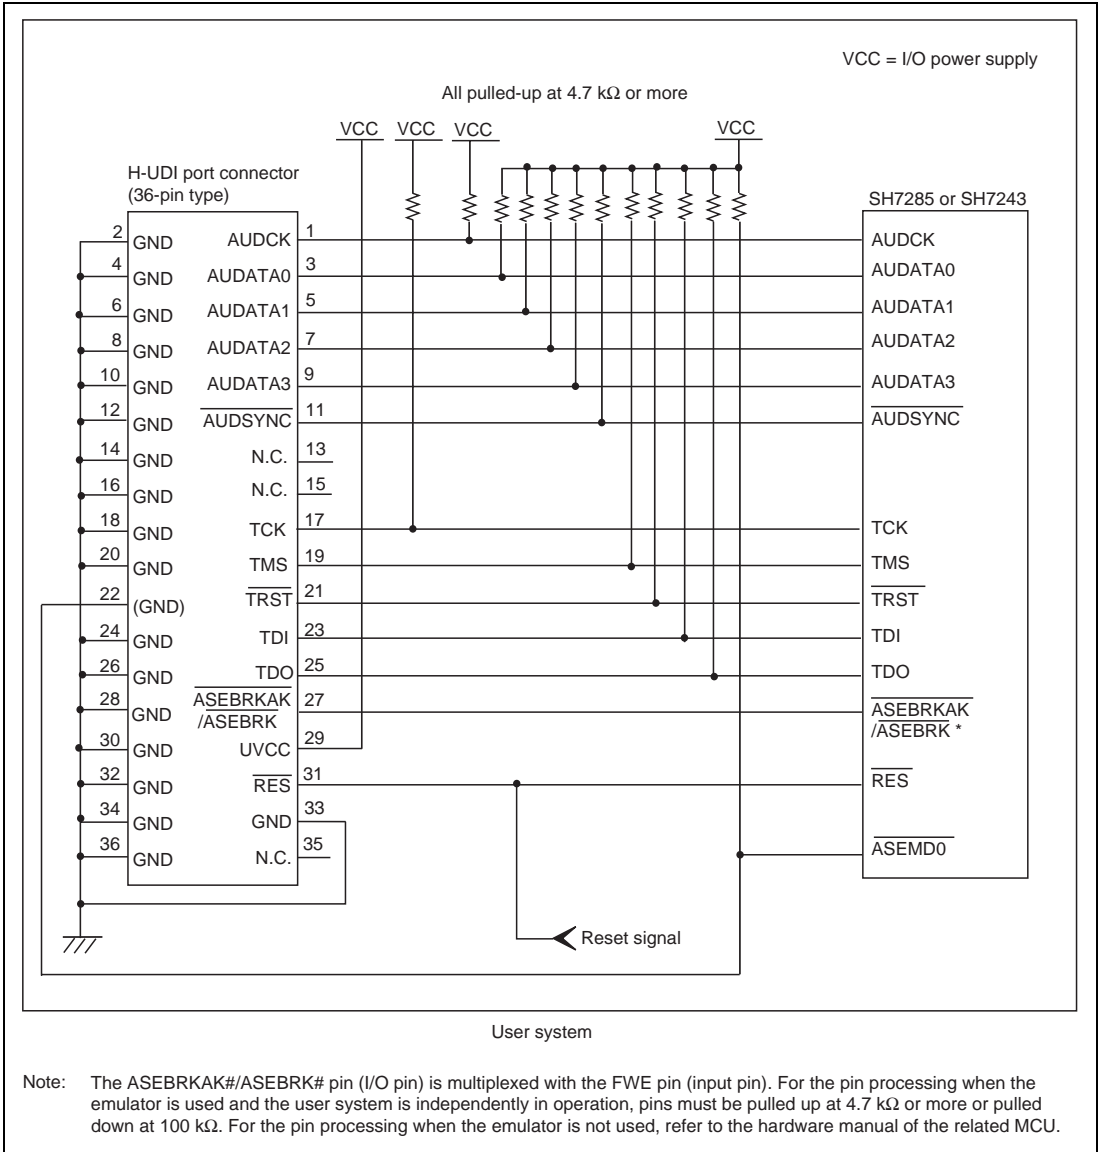 VCC = I/O power supply
All pulled-up at 4.7 kΩ or more
VCC VCC VCC VCC
H-UDI port connector
(36-pin type)
SH7285 or SH7243
2 GND AUDCK 1 AUDCK
4 GND AUDATA0 3 AUDATA0
6 GND AUDATA1 5 AUDATA1
8 GND AUDATA2 7 AUDATA2
10 GND AUDATA3 9 AUDATA3
12 GND AUDSYNC 11 AUDSYNC
14 GND N.C. 13
16 GND N.C. 15
18 GND TCK 17 TCK
20 GND TMS 19 TMS
22 (GND) TRST 21 TRST
24 GND TDI 23 TDI
26 GND TDO 25 TDO
28 GND ASEBRKAK 27 ASEBRKAK
/ASEBRK /ASEBRK *
30 GND UVCC 29
32 GND RES 31 RES
34 GND GND 33
36 GND N.C. 35 ASEMD0
Reset signal
User system
Note: The ASEBRKAK#/ASEBRK# pin (I/O pin) is multiplexed with the FWE pin (input pin). For the pin processing when the
emulator is used and the user system is independently in operation, pins must be pulled up at 4.7 kΩ or more or pulled
down at 100 kΩ. For the pin processing when the emulator is not used, refer to the hardware manual of the related MCU.